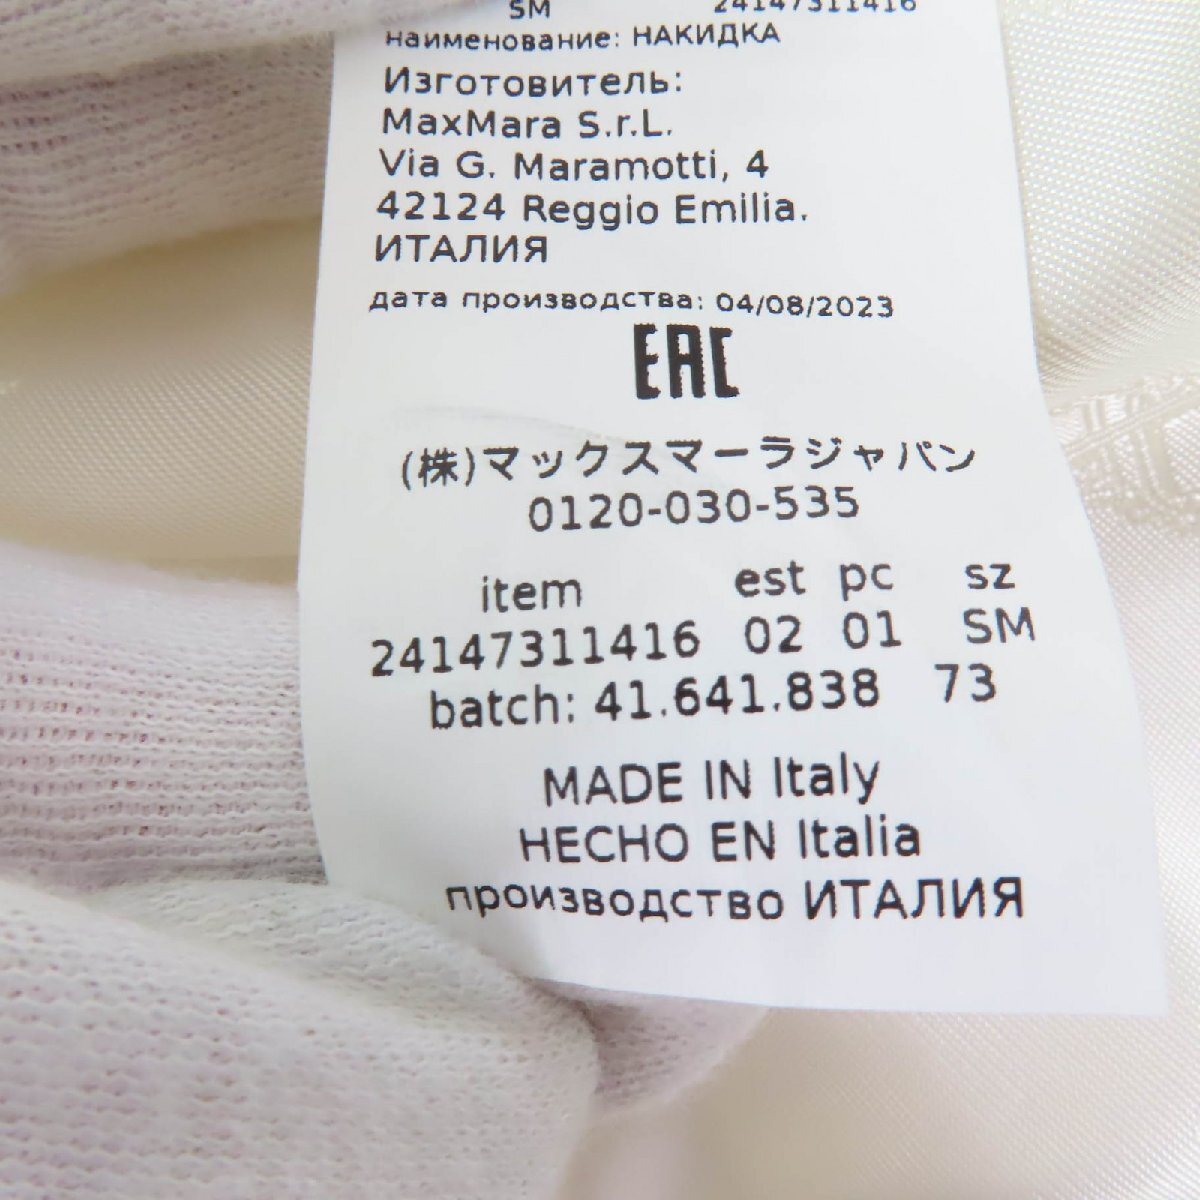 SM 24147311416
наименование: НАКИДКА
Изготовитель:
MaxMara S.r.L.
Via G. Maramotti, 4
42124 Reggio Emilia.
ИТАЛИЯ
дата производства: 04/08/2023
EAC
(株)マックスマーラジャパン
0120-030-535
item est pc sz
24147311416 02 01 SM
batch: 41.641.838 73
MADE IN Italy
HECHO EN Italia
производство ИТАЛИЯ